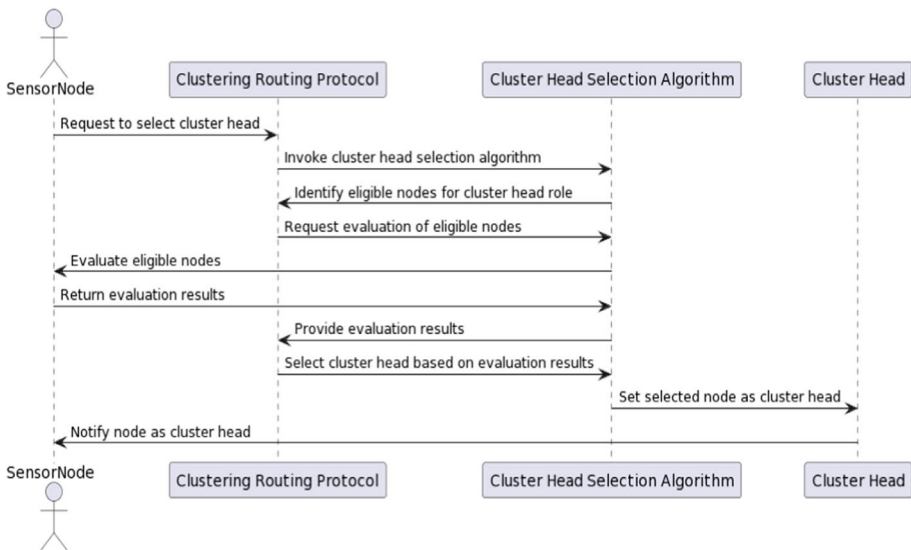 SensorNode
Clustering Routing Protocol
Cluster Head Selection Algorithm
Cluster Head
Request to select cluster head
Invoke cluster head selection algorithm
Identify eligible nodes for cluster head role
Request evaluation of eligible nodes
Evaluate eligible nodes
Return evaluation results
Provide evaluation results
Select cluster head based on evaluation results
Set selected node as cluster head
Notify node as cluster head
SensorNode
Clustering Routing Protocol
Cluster Head Selection Algorithm
Cluster Head